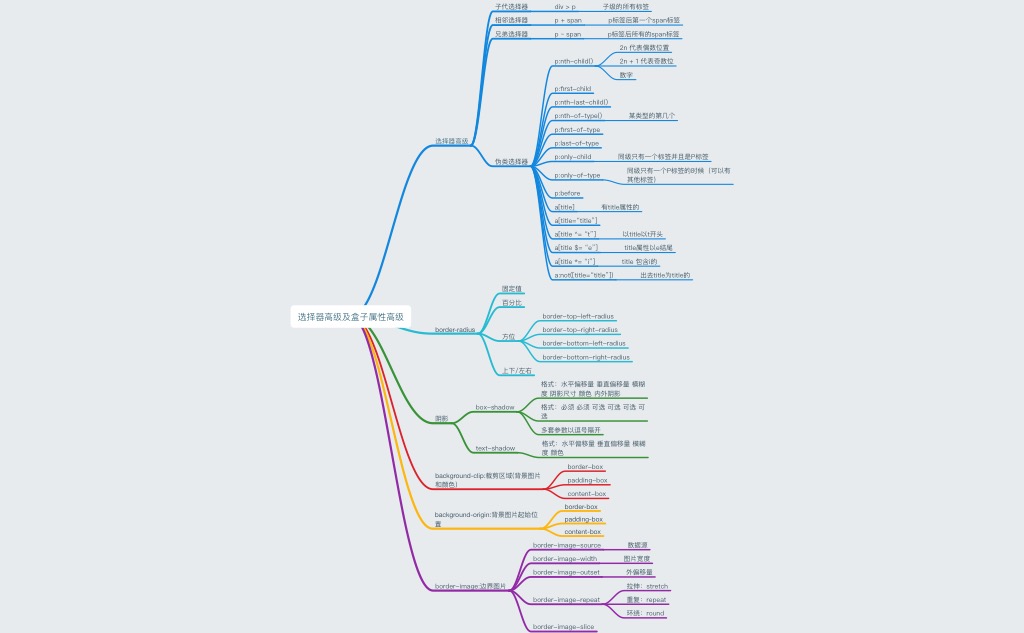 子代选择器 div > p 子级的所有标签
相邻选择器 p + span p标签后第一个span标签
兄弟选择器 p ~ span p标签后所有的span标签
2n 代表偶数位置
p:nth-child() 2n + 1 代表奇数位
数字
p:first-child
p:nth-last-child()
p:nth-of-type() 某类型的第几个
p:first-of-type
选择器高级
p:last-of-type
伪类选择器
p:only-child 同级只有一个标签并且是P标签
p:only-of-type 同级只有一个P标签的时候（可以有
其他标签）
p:before
a[title] 有title属性的
a[title="title"]
a[title ^= "t"] 以title以t开头
a[title $= "e"] title属性以e结尾
a[title *= "i"] title 包含i的
a:not([title="title"]) 出去title为title的
选择器高级及盒子属性高级
固定值
百分比
border-radius
方位
border-top-left-radius
border-top-right-radius
border-bottom-left-radius
border-bottom-right-radius
上下/左右
阴影
box-shadow
格式：水平偏移量 垂直偏移量 模糊
度 阴影尺寸 颜色 内外阴影
格式：必须 必须 可选 可选 可选 可
选
多套参数以逗号隔开
text-shadow
格式：水平偏移量 垂直偏移量 模糊
度 颜色
background-clip:裁剪区域(背景图片
和颜色)
border-box
padding-box
content-box
background-origin:背景图片起始位
置
border-box
padding-box
content-box
border-image:边界图片
border-image-source 数据源
border-image-width 图片宽度
border-image-outset 外偏移量
border-image-repeat
拉伸：stretch
重复：repeat
环绕：round
border-image-slice